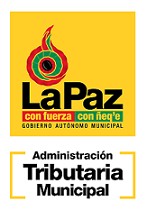 LaPaz
con fuerza con ñeq'e
GOBIERNO AUTÓNOMO MUNICIPAL
Administración
Tributaria
Municipal